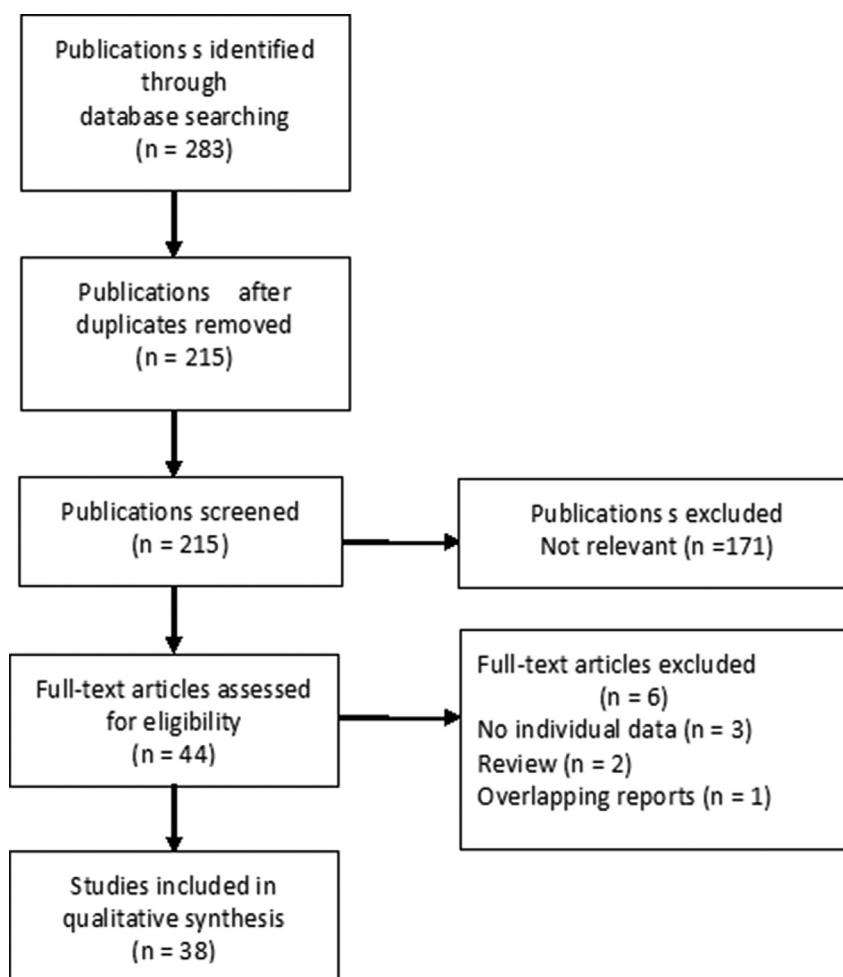 Publications s identified
through
database searching
(n = 283)
Publications after
duplicates removed
(n = 215)
Publications screened
(n = 215)
Publications s excluded
Not relevant (n =171)
Full-text articles assessed
for eligibility
(n = 44)
Full-text articles excluded
(n = 6)
No individual data (n = 3)
Review (n = 2)
Overlapping reports (n = 1)
Studies included in
qualitative synthesis
(n = 38)